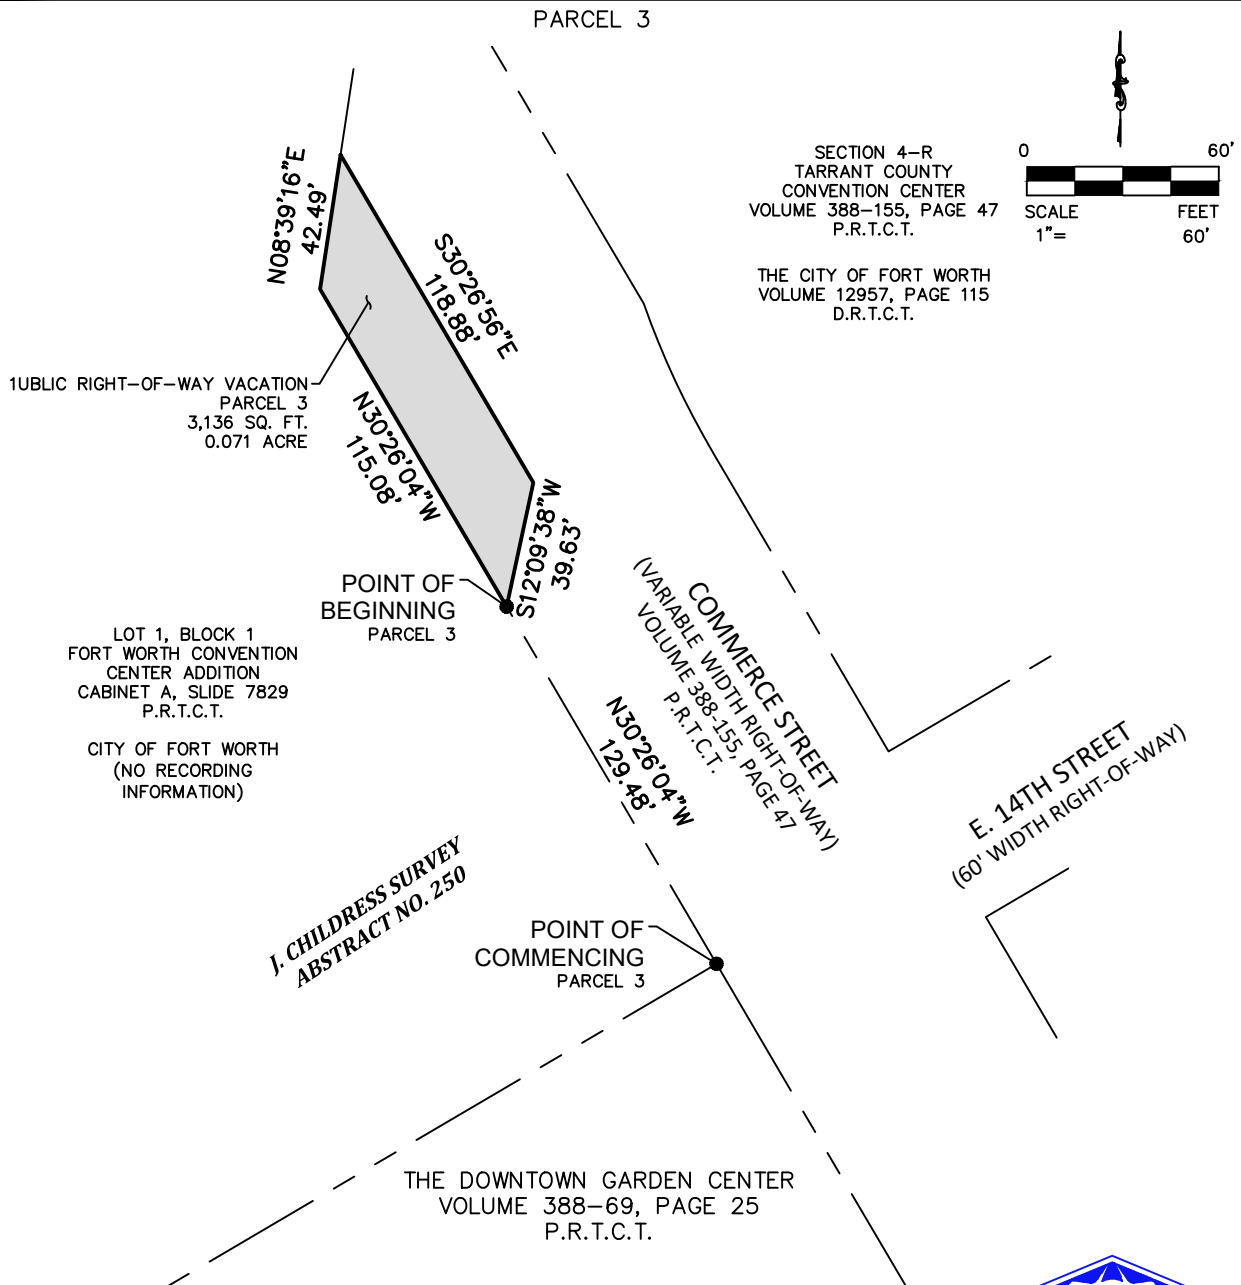 PARCEL 3
SECTION 4-R
TARRANT COUNTY
CONVENTION CENTER
VOLUME 388-155, PAGE 47
P.R.T.C.T.
THE CITY OF FORT WORTH
VOLUME 12957, PAGE 115
D.R.T.C.T.
0 60'
SCALE FEET
1"= 60'
N08°39'16"E
42.49'
S30°26'56"E
118.88'
1UBLIC RIGHT-OF-WAY VACATION
PARCEL 3
3,136 SQ. FT.
0.071 ACRE
N30°26'04"W
115.08'
S12°09'38"W
39.63'
POINT OF
BEGINNING
PARCEL 3
LOT 1, BLOCK 1
FORT WORTH CONVENTION
CENTER ADDITION
CABINET A, SLIDE 7829
P.R.T.C.T.
CITY OF FORT WORTH
(NO RECORDING
INFORMATION)
COMMERCE STREET
(VARIABLE WIDTH RIGHT-OF-WAY)
VOLUME 388-155, PAGE 47
P.R.T.C.T.
N30°26'04"W
129.48'
E. 14TH STREET
(60' WIDTH RIGHT-OF-WAY)
J. CHILDRESS SURVEY
ABSTRACT NO. 250
POINT OF
COMMENCING
PARCEL 3
THE DOWNTOWN GARDEN CENTER
VOLUME 388-69, PAGE 25
P.R.T.C.T.